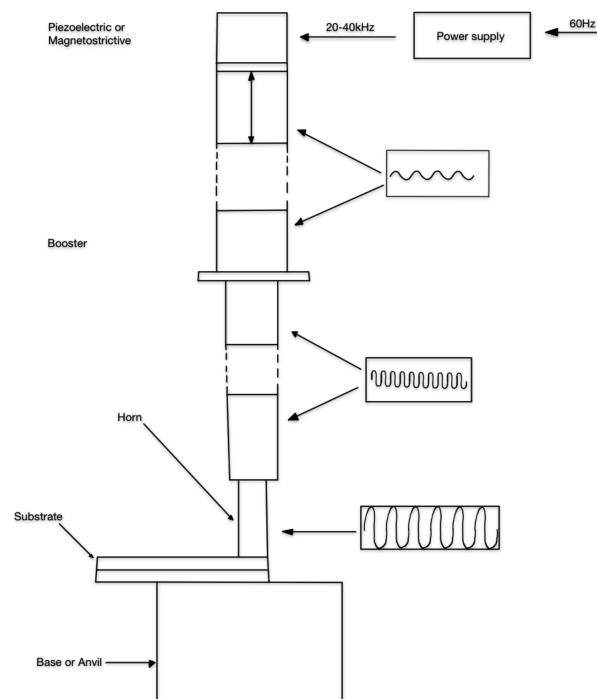 Piezoelectric or
Magnetostrictive
20-40kHz
Power supply
60Hz
Booster
Horn
Substrate
Base or Anvil